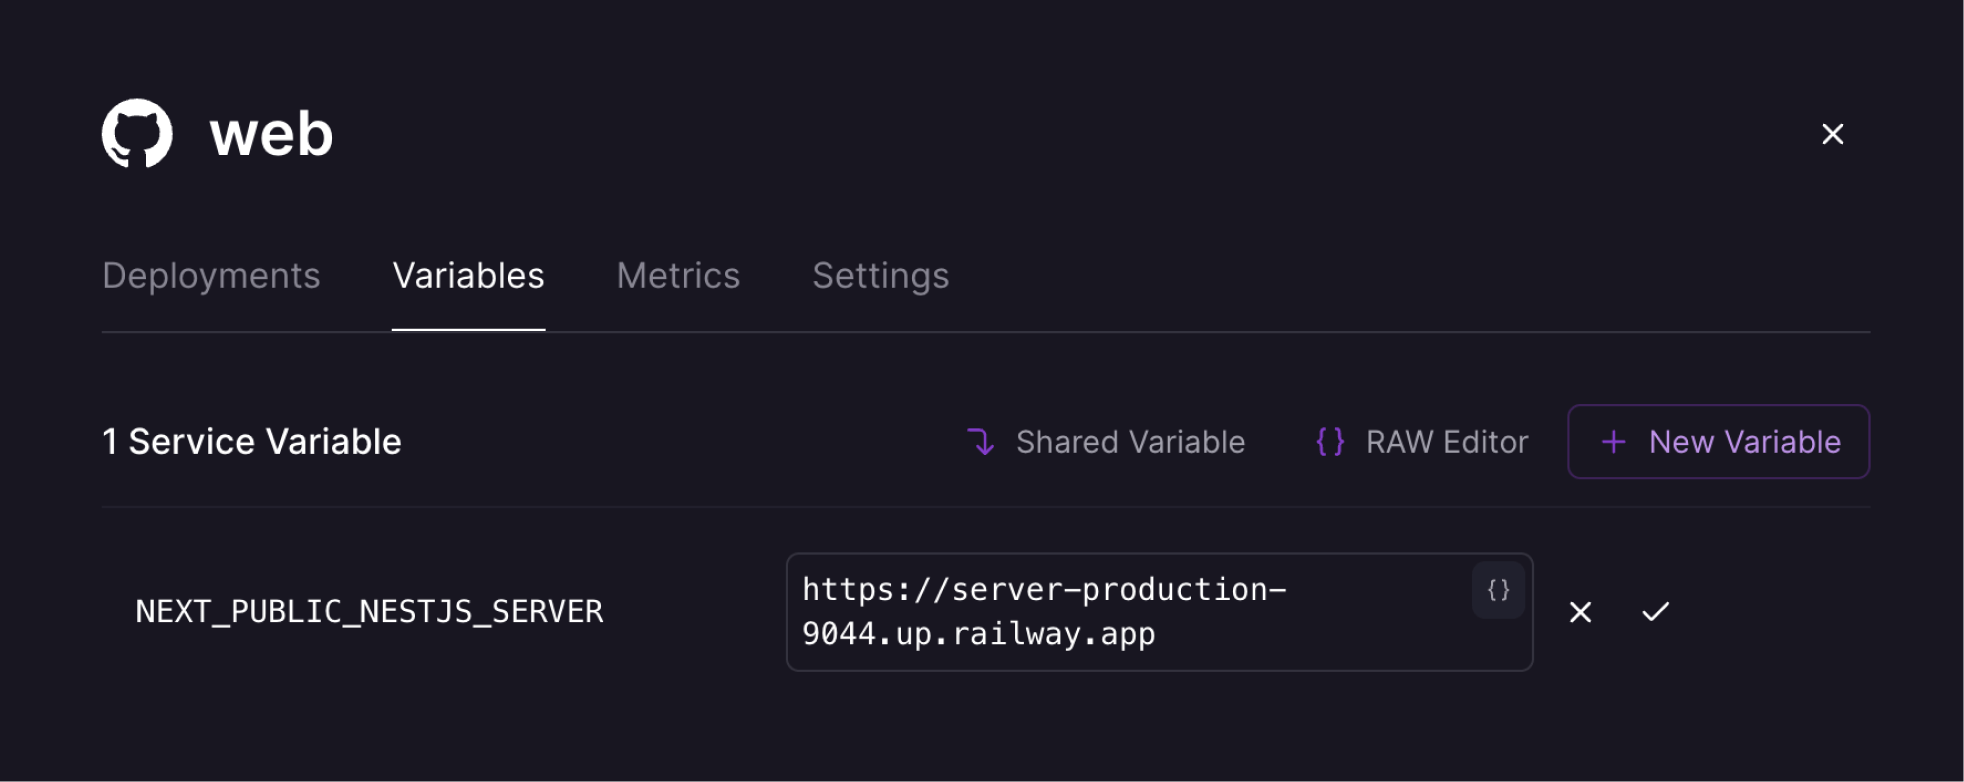 web
Deployments Variables Metrics Settings
1 Service Variable Shared Variable {} RAW Editor + New Variable
NEXT_PUBLIC_NESTJS_SERVER https://server-production- {}
9044.up.railway.app